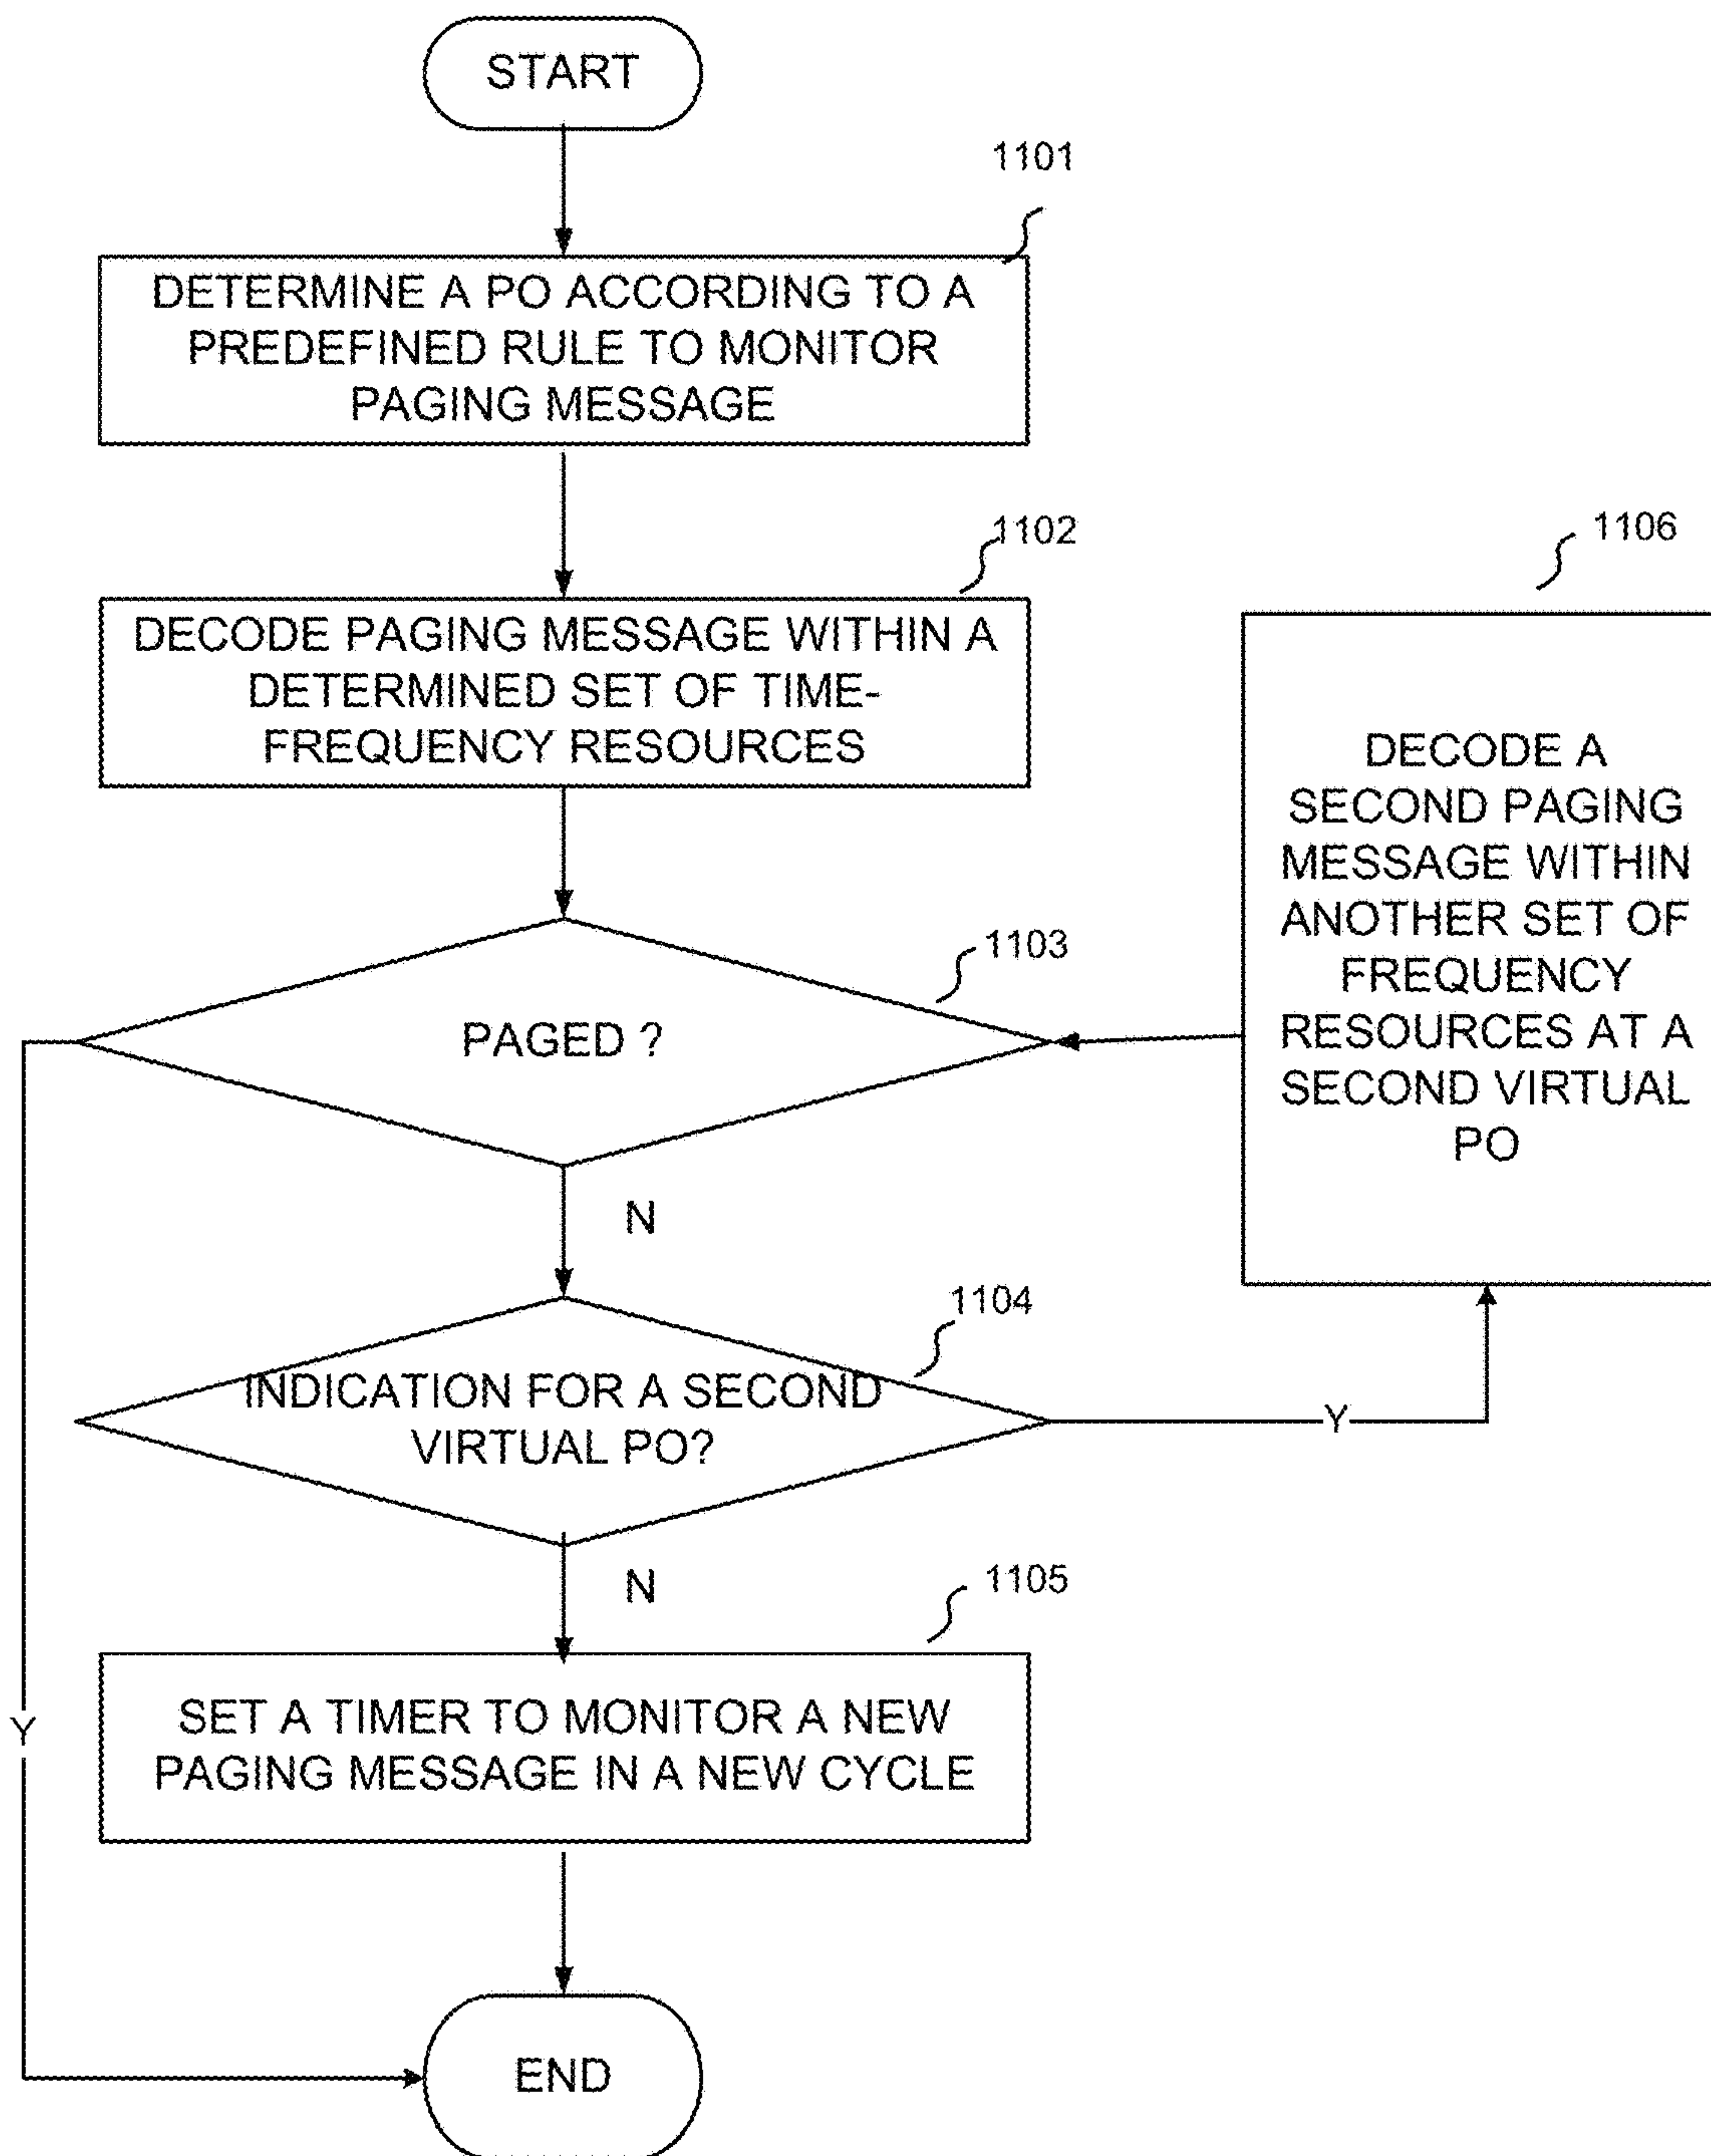 START
1101
DETERMINE A PO ACCORDING TO A
PREDEFINED RULE TO MONITOR
PAGING MESSAGE
1102
DECODE PAGING MESSAGE WITHIN A
DETERMINED SET OF TIME-
FREQUENCY RESOURCES
1106
DECODE A
SECOND PAGING
MESSAGE WITHIN
ANOTHER SET OF
FREQUENCY
RESOURCES AT A
SECOND VIRTUAL
PO
1103
PAGED ?
N
1104
INDICATION FOR A SECOND
VIRTUAL PO?
Y
N
1105
SET A TIMER TO MONITOR A NEW
PAGING MESSAGE IN A NEW CYCLE
Y
END